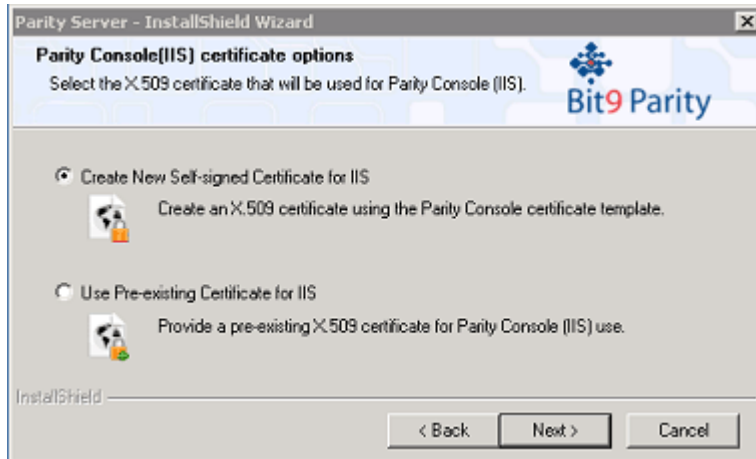 Parity Server - InstallShield Wizard
Parity Console(IIS) certificate options
Select the X.509 certificate that will be used for Parity Console (IIS).
Bit9 Parity
Create New Self-signed Certificate for IIS
Create an X.509 certificate using the Parity Console certificate template.
Use Pre-existing Certificate for IIS
Provide a pre-existing X.509 certificate for Parity Console (IIS) use.
InstallShield
< Back
Next >
Cancel